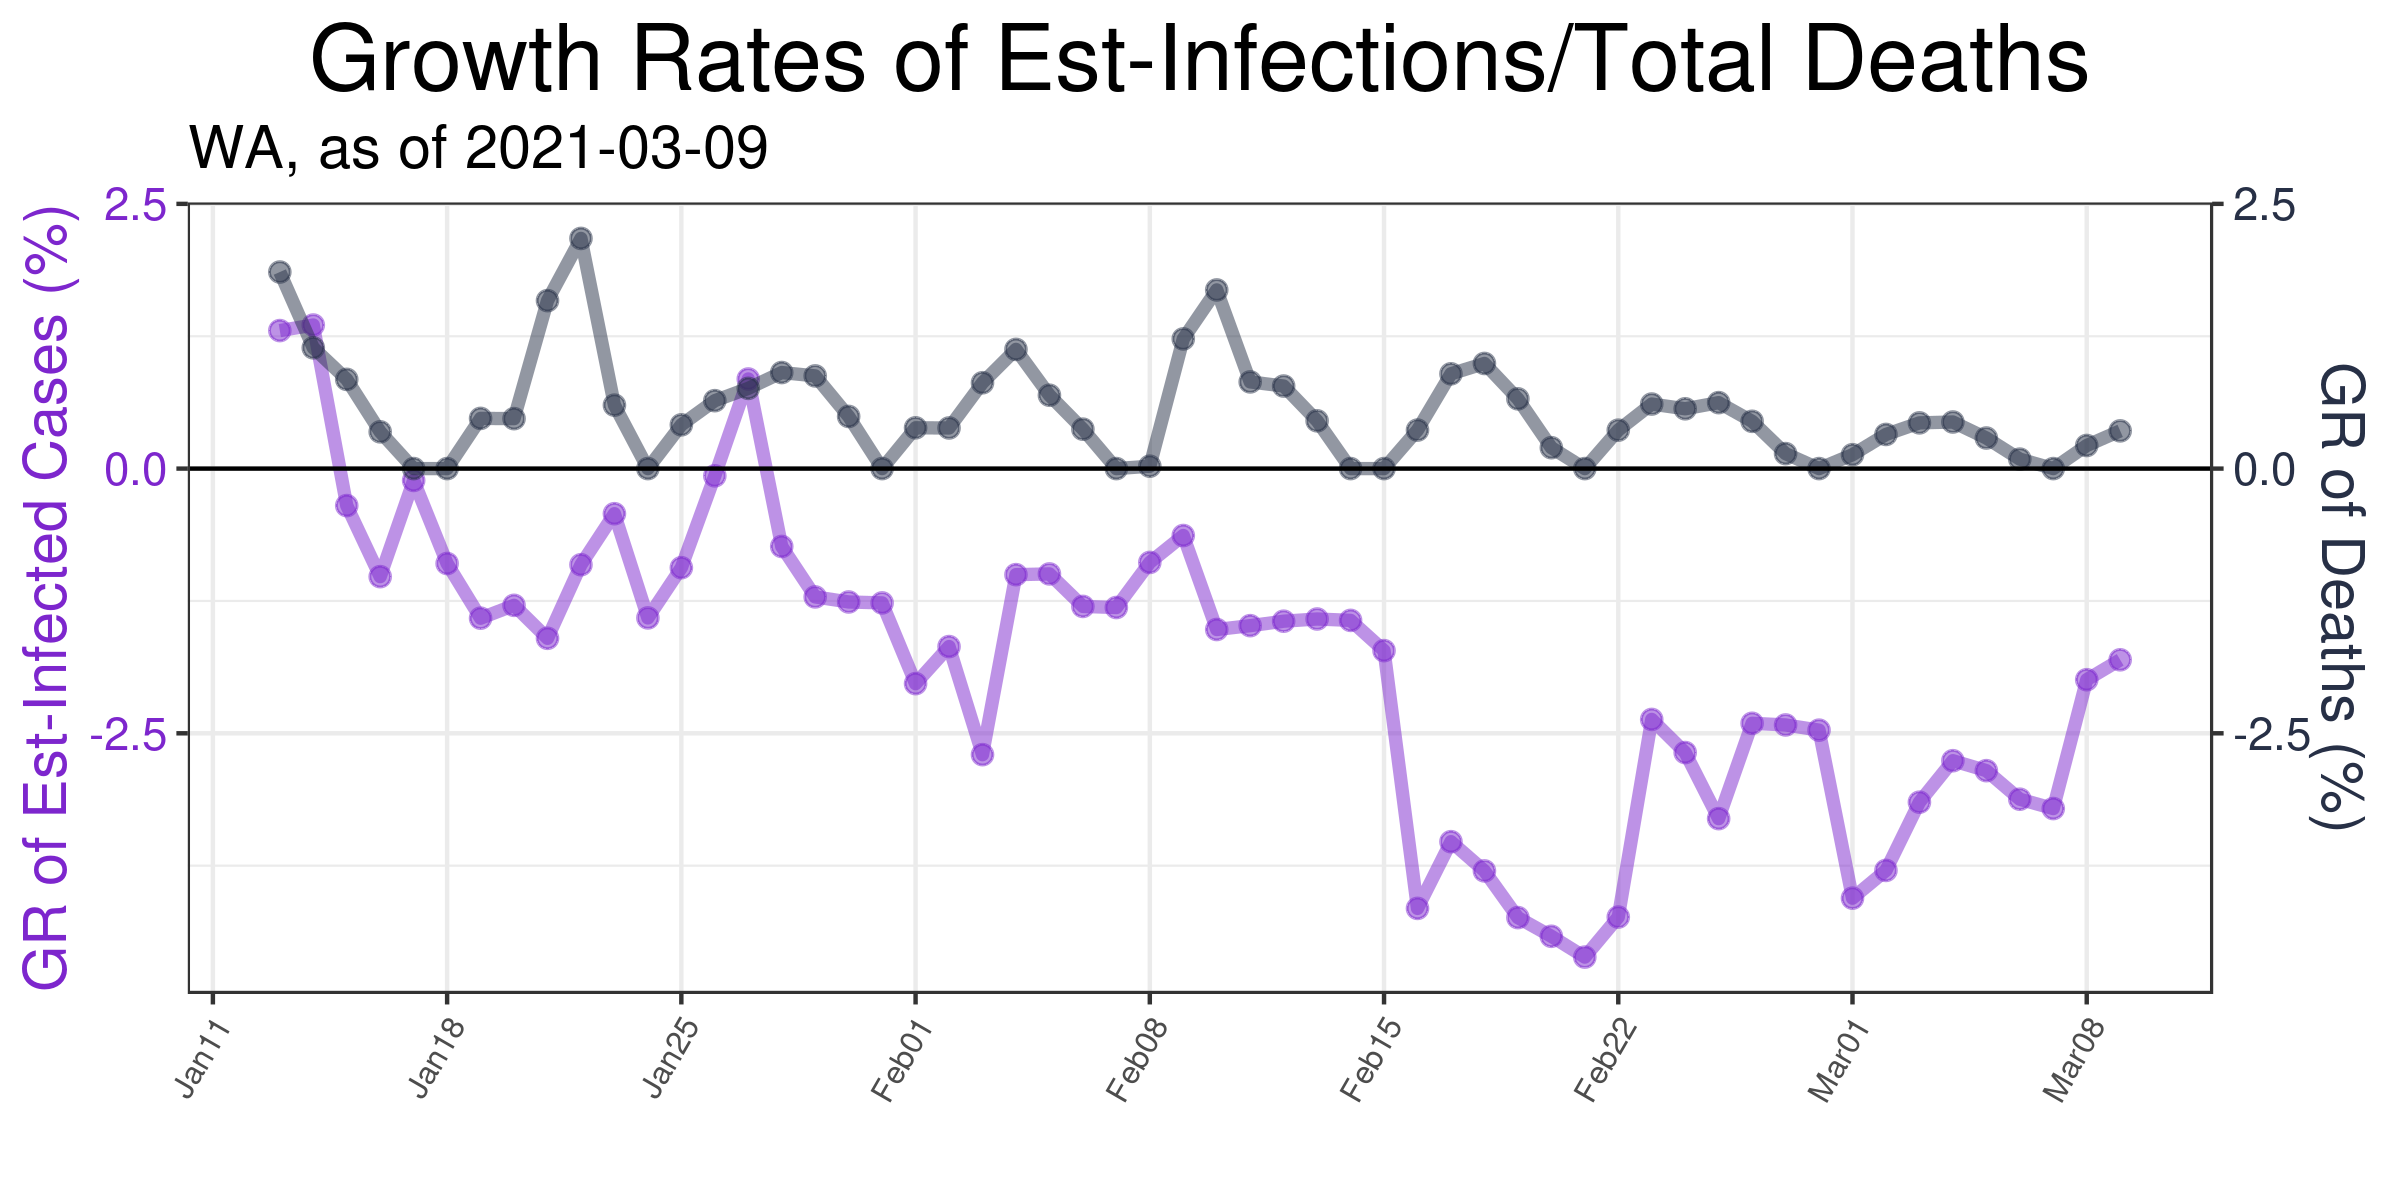 Growth Rates of Est-Infections/Total Deaths
WA, as of 2021-03-09
GR of Est-Infected Cases (%)
2.5
0.0
-2.5
2.5
0.0
-2.5
GR of Deaths (%)
Jan11
Jan18
Jan25
Feb01
Feb08
Feb15
Feb22
Mar01
Mar08